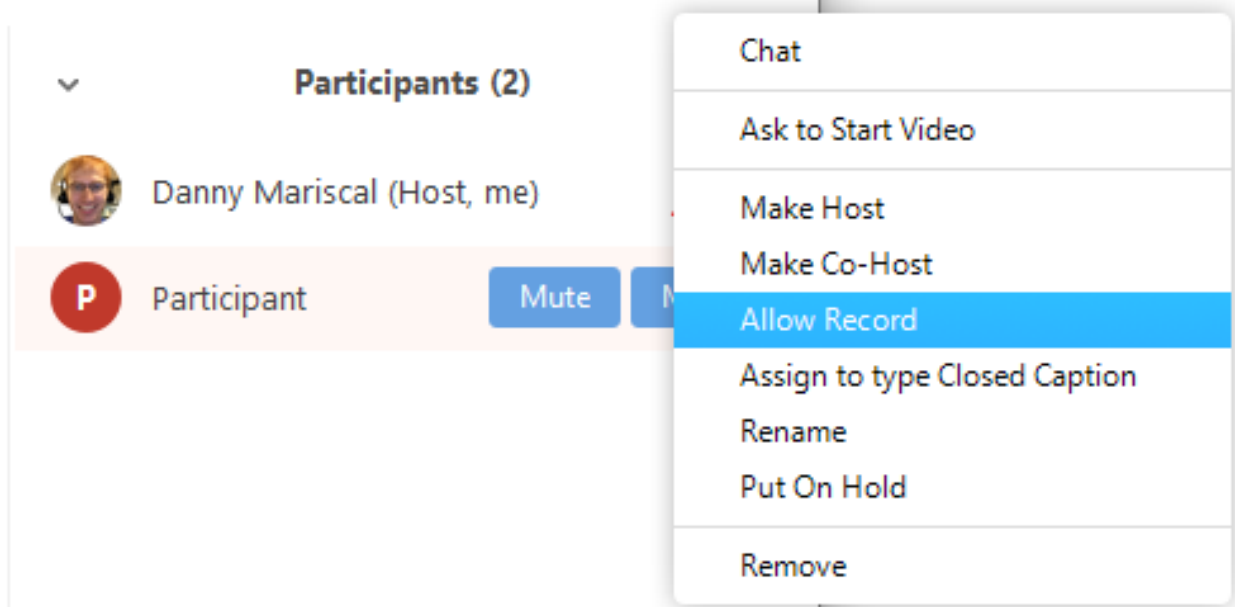 Participants (2)
Danny Mariscal (Host, me)
P Participant Mute
Chat
Ask to Start Video
Make Host
Make Co-Host
Allow Record
Assign to type Closed Caption
Rename
Put On Hold
Remove